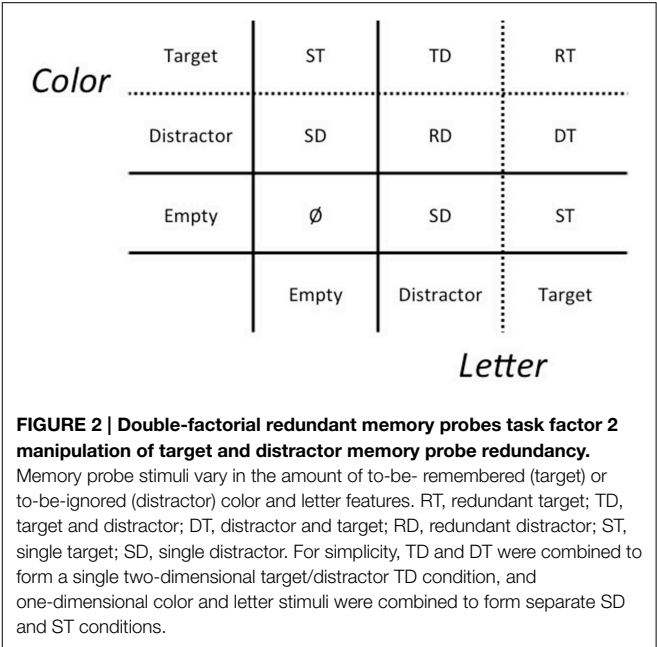 Color
Target ST TD RT
Distractor SD RD DT
Empty Ø SD ST
Empty Distractor Target
Letter
FIGURE 2 | Double-factorial redundant memory probes task factor 2
manipulation of target and distractor memory probe redundancy.
Memory probe stimuli vary in the amount of to-be- remembered (target) or
to-be-ignored (distractor) color and letter features. RT, redundant target; TD,
target and distractor; DT, distractor and target; RD, redundant distractor; ST,
single target; SD, single distractor. For simplicity, TD and DT were combined to
form a single two-dimensional target/distractor TD condition, and
one-dimensional color and letter stimuli were combined to form separate SD
and ST conditions.